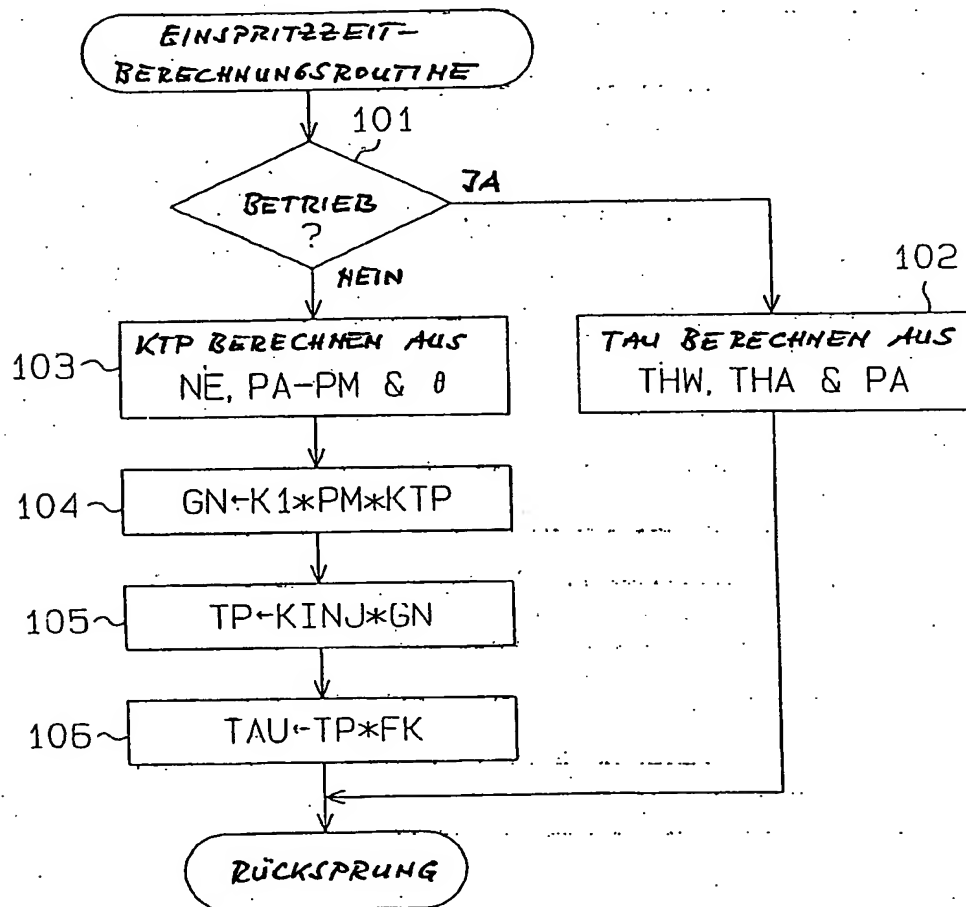 EINSPRITZZEIT-
BERECHNUNGSROUTINE
101
BETRIEB
?
JA
NEIN
102
103
KTP BERECHNEN AUS
NE, PA-PM & θ
TAU BERECHNEN AUS
THW, THA & PA
104
GN←K1*PM*KTP
105
TP←KINJ*GN
106
TAU←TP*FK
RÜCKSPRUNG